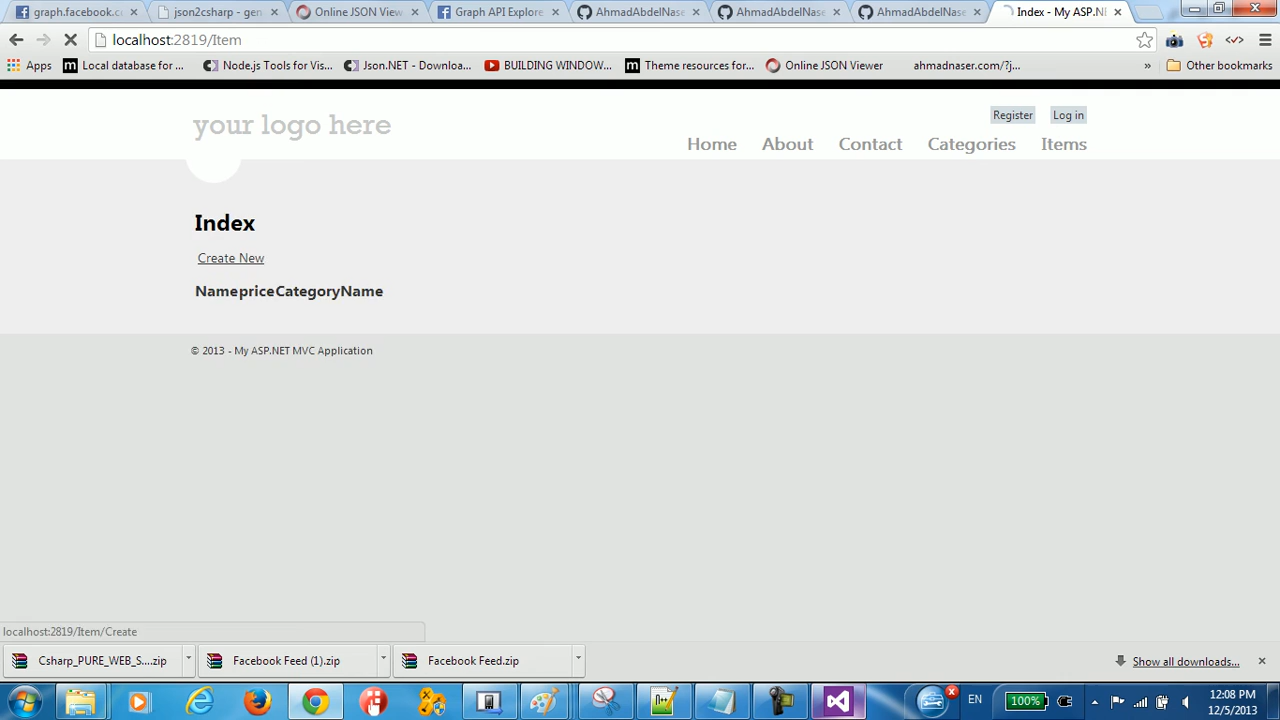 graph.facebook.co
json2csharp - gen
Online JSON View
Graph API Explore
AhmadAbdelNase
AhmadAbdelNase
AhmadAbdelNase
Index - My ASP.NE
localhost:2819/Item
Apps
Local database for ...
Node.js Tools for Vis...
Json.NET - Downloa...
BUILDING WINDOW...
Theme resources for...
Online JSON Viewer
ahmadnaser.com/?j...
»
Other bookmarks
your logo here
Register
Log in
Home
About
Contact
Categories
Items
Index
Create New
NamepriceCategoryName
© 2013 - My ASP.NET MVC Application
localhost:2819/Item/Create
Csharp_PURE_WEB_S....zip
Facebook Feed (1).zip
Facebook Feed.zip
Show all downloads...
EN
100%
12:08 PM
12/5/2013